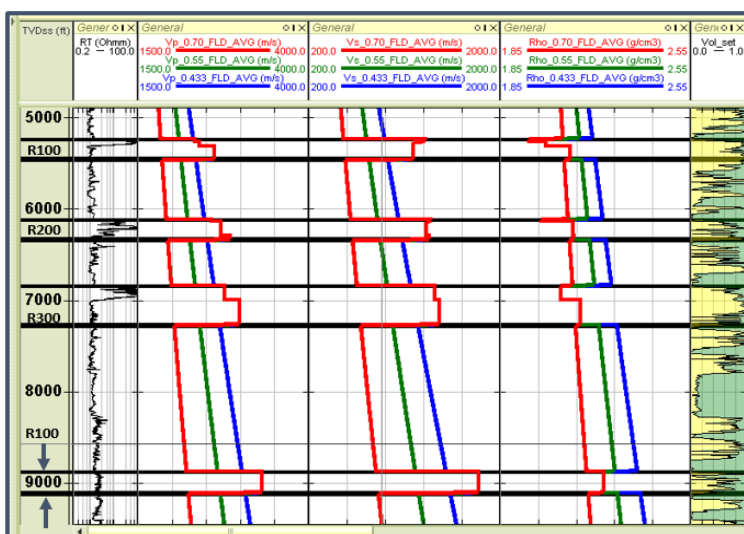 TVDss (ft)
Gener
General
General
General
Gen
RT (Ohmm)
0.2 100.0
Vp_0.70_FLD_AVG (m/s)
1500.0 4000.0
Vp_0.55_FLD_AVG (m/s)
1500.0 4000.0
Vp_0.433_FLD_AVG (m/s)
1500.0 4000.0
Vs_0.70_FLD_AVG (m/s)
200.0 2000.0
Vs_0.55_FLD_AVG (m/s)
200.0 2000.0
Vs_0.433_FLD_AVG (m/s)
200.0 2000.0
Rho_0.70_FLD_AVG (g/cm3)
1.85 2.55
Rho_0.55_FLD_AVG (g/cm3)
1.85 2.55
Rho_0.433_FLD_AVG (g/cm3)
1.85 2.55
Vol_set
0.0 1.0
5000
R100
6000
R200
7000
R300
8000
R100
9000